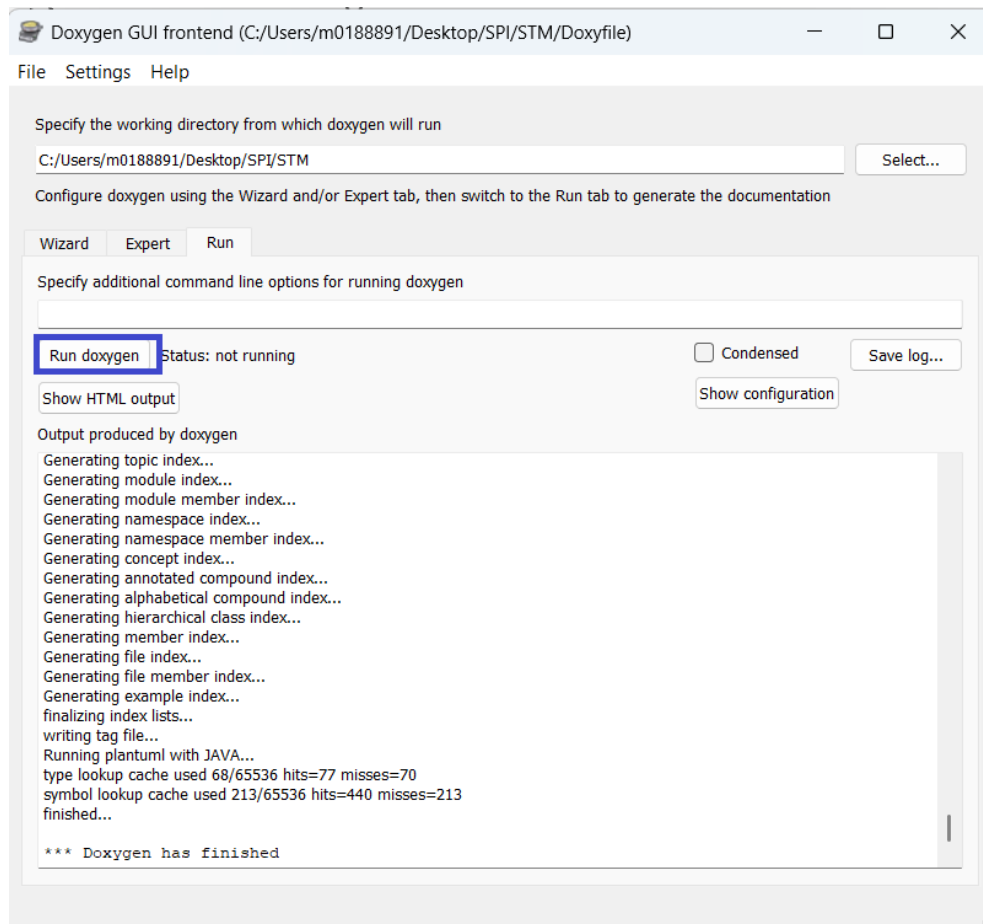 Doxygen GUI frontend (C:/Users/m0188891/Desktop/SPI/STM/Doxyfile)
File Settings Help
Specify the working directory from which doxygen will run
C:/Users/m0188891/Desktop/SPI/STM Select...
Configure doxygen using the Wizard and/or Expert tab, then switch to the Run tab to generate the documentation
Wizard Expert Run
Specify additional command line options for running doxygen
Run doxygen Status: not running Condensed Save log...
Show HTML output Show configuration
Output produced by doxygen
Generating topic index...
Generating module index...
Generating module member index...
Generating namespace index...
Generating namespace member index...
Generating concept index...
Generating annotated compound index...
Generating alphabetical compound index...
Generating hierarchical class index...
Generating member index...
Generating file index...
Generating file member index...
Generating example index...
finalizing index lists...
writing tag file...
Running plantuml with JAVA...
type lookup cache used 68/65536 hits=77 misses=70
symbol lookup cache used 213/65536 hits=440 misses=213
finished...
*** Doxygen has finished